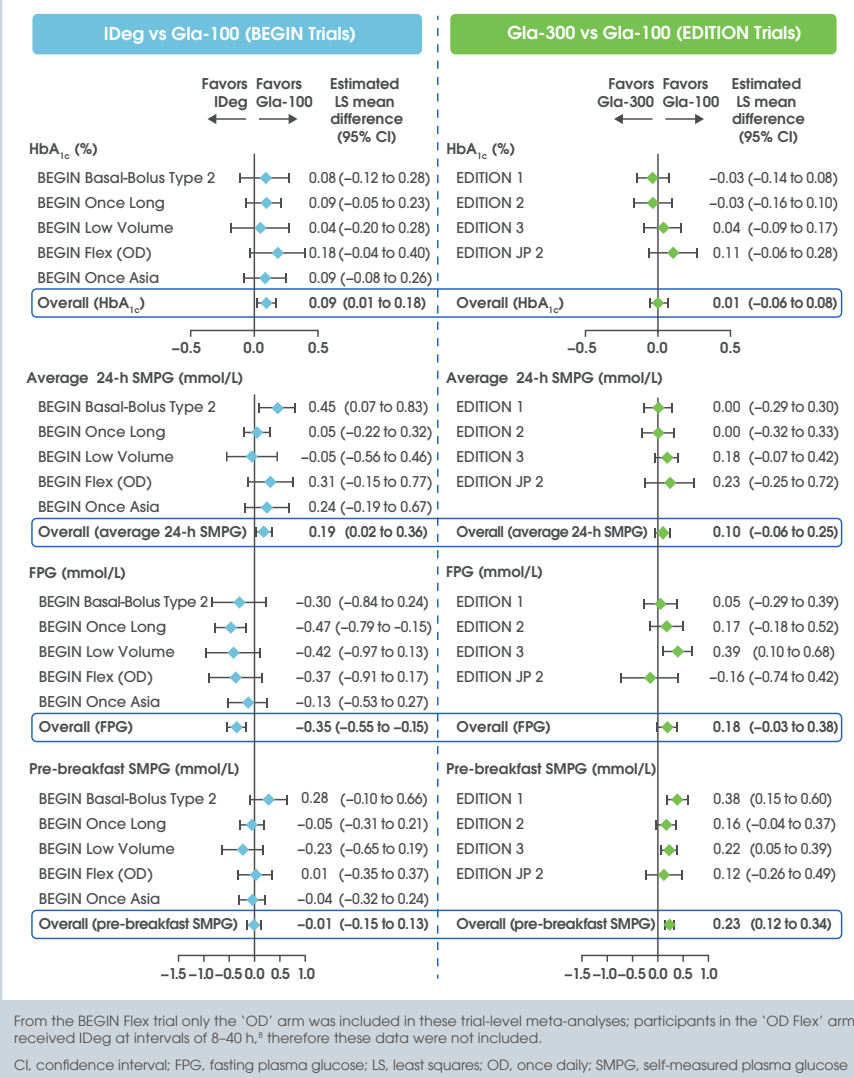 IDeg vs Gla-100 (BEGIN Trials)
Favors Favors Estimated
IDeg Gla-100 LS mean
difference
(95% CI)
HbA1c (%)
BEGIN Basal-Bolus Type 2 0.08 (−0.12 to 0.28)
BEGIN Once Long 0.09 (−0.05 to 0.23)
BEGIN Low Volume 0.04 (−0.20 to 0.28)
BEGIN Flex (OD) 0.18 (−0.04 to 0.40)
BEGIN Once Asia 0.09 (−0.08 to 0.26)
Overall (HbA1c) 0.09 (0.01 to 0.18)
−0.5 0.0 0.5
Average 24-h SMPG (mmol/L)
BEGIN Basal-Bolus Type 2 0.45 (0.07 to 0.83)
BEGIN Once Long 0.05 (−0.22 to 0.32)
BEGIN Low Volume −0.05 (−0.56 to 0.46)
BEGIN Flex (OD) 0.31 (−0.15 to 0.77)
BEGIN Once Asia 0.24 (−0.19 to 0.67)
Overall (average 24-h SMPG) 0.19 (0.02 to 0.36)
FPG (mmol/L)
BEGIN Basal-Bolus Type 2 −0.30 (−0.84 to 0.24)
BEGIN Once Long −0.47 (−0.79 to −0.15)
BEGIN Low Volume −0.42 (−0.97 to 0.13)
BEGIN Flex (OD) −0.37 (−0.91 to 0.17)
BEGIN Once Asia −0.13 (−0.53 to 0.27)
Overall (FPG) −0.35 (−0.55 to −0.15)
Pre-breakfast SMPG (mmol/L)
BEGIN Basal-Bolus Type 2 0.28 (−0.10 to 0.66)
BEGIN Once Long −0.05 (−0.31 to 0.21)
BEGIN Low Volume −0.23 (−0.65 to 0.19)
BEGIN Flex (OD) 0.01 (−0.35 to 0.37)
BEGIN Once Asia −0.04 (−0.32 to 0.24)
Overall (pre-breakfast SMPG) −0.01 (−0.15 to 0.13)
−1.5 −1.0 −0.5 0.0 0.5 1.0
Gla-300 vs Gla-100 (EDITION Trials)
Favors Favors Estimated
Gla-300 Gla-100 LS mean
difference
(95% CI)
HbA1c (%)
EDITION 1 −0.03 (−0.14 to 0.08)
EDITION 2 −0.03 (−0.16 to 0.10)
EDITION 3 0.04 (−0.09 to 0.17)
EDITION JP 2 0.11 (−0.06 to 0.28)
Overall (HbA1c) 0.01 (−0.06 to 0.08)
−0.5 0.0 0.5
Average 24-h SMPG (mmol/L)
EDITION 1 0.00 (−0.29 to 0.30)
EDITION 2 0.00 (−0.32 to 0.33)
EDITION 3 0.18 (−0.07 to 0.42)
EDITION JP 2 0.23 (−0.25 to 0.72)
Overall (average 24-h SMPG) 0.10 (−0.06 to 0.25)
FPG (mmol/L)
EDITION 1 0.05 (−0.29 to 0.39)
EDITION 2 0.17 (−0.18 to 0.52)
EDITION 3 0.39 (0.10 to 0.68)
EDITION JP 2 −0.16 (−0.74 to 0.42)
Overall (FPG) 0.18 (−0.03 to 0.38)
Pre-breakfast SMPG (mmol/L)
EDITION 1 0.38 (0.15 to 0.60)
EDITION 2 0.16 (−0.04 to 0.37)
EDITION 3 0.22 (0.05 to 0.39)
EDITION JP 2 0.12 (−0.26 to 0.49)
Overall (pre-breakfast SMPG) 0.23 (0.12 to 0.34)
−1.5 −1.0 −0.5 0.0 0.5 1.0
From the BEGIN Flex trial only the ‘OD’ arm was included in these trial-level meta-analyses; participants in the ‘OD Flex’ arm
received IDeg at intervals of 8–40 h,8 therefore these data were not included.
CI, confidence interval; FPG, fasting plasma glucose; LS, least squares; OD, once daily; SMPG, self-measured plasma glucose